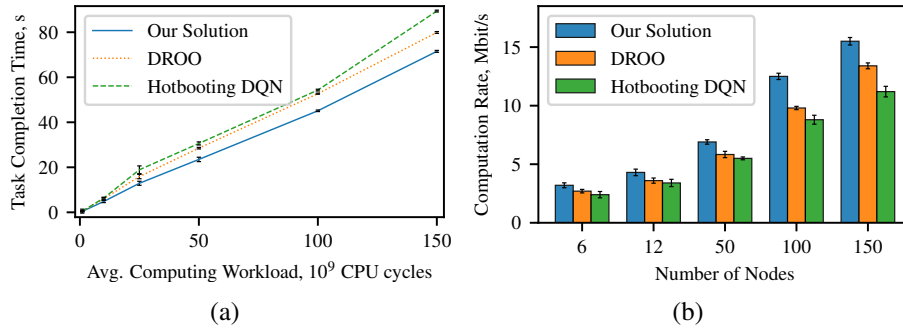 Task Completion Time, s
80
60
40
20
0
Our Solution
DROO
Hotbooting DQN
0
50
100
150
Avg. Computing Workload, 10⁹ CPU cycles
(a)
Computation Rate, Mbit/s
15
10
5
0
Our Solution
DROO
Hotbooting DQN
6
12
50
100
150
Number of Nodes
(b)